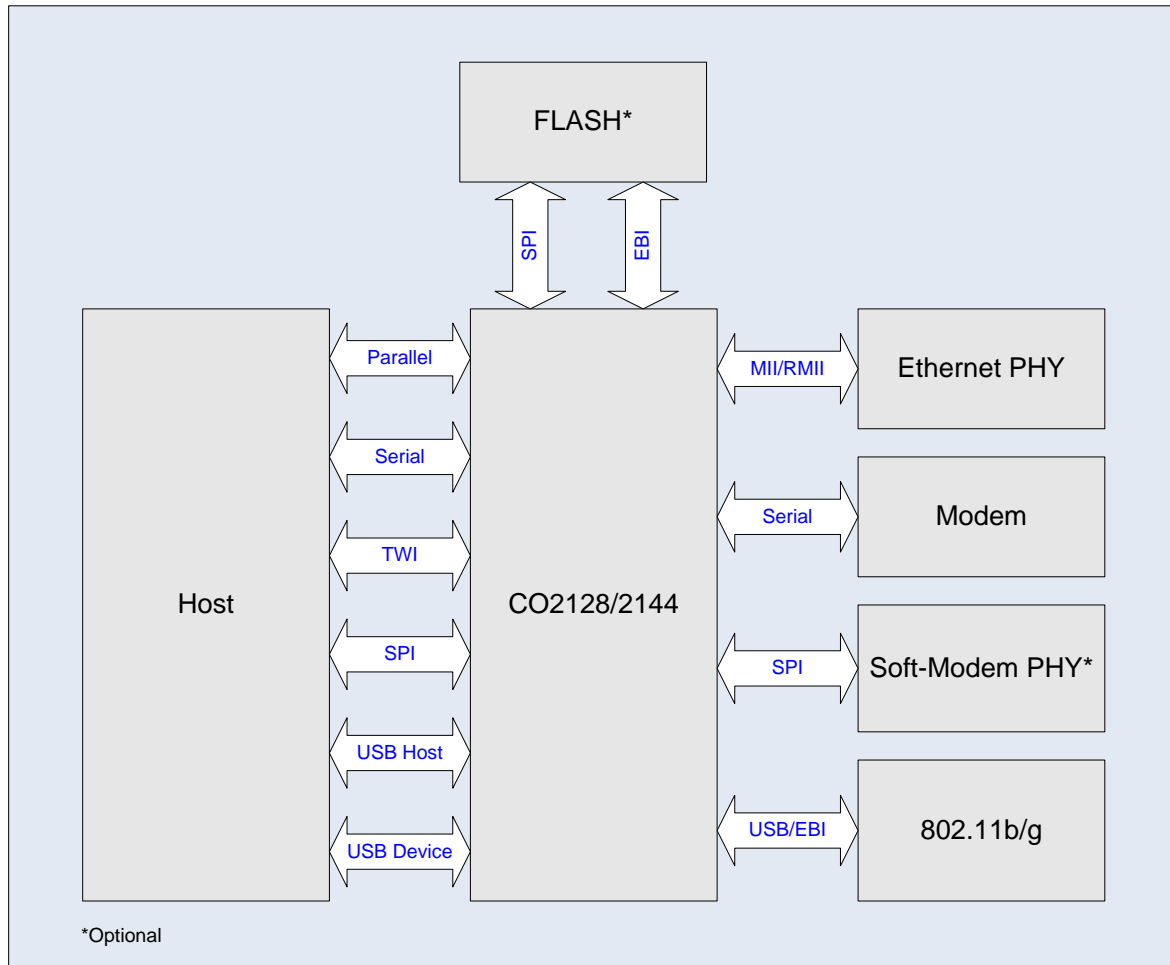 FLASH*
SPI
EBI
Host
Parallel
Serial
TWI
SPI
USB Host
USB Device
CO2128/2144
MII/RMII
Ethernet PHY
Serial
Modem
SPI
Soft-Modem PHY*
USB/EBI
802.11b/g
*Optional